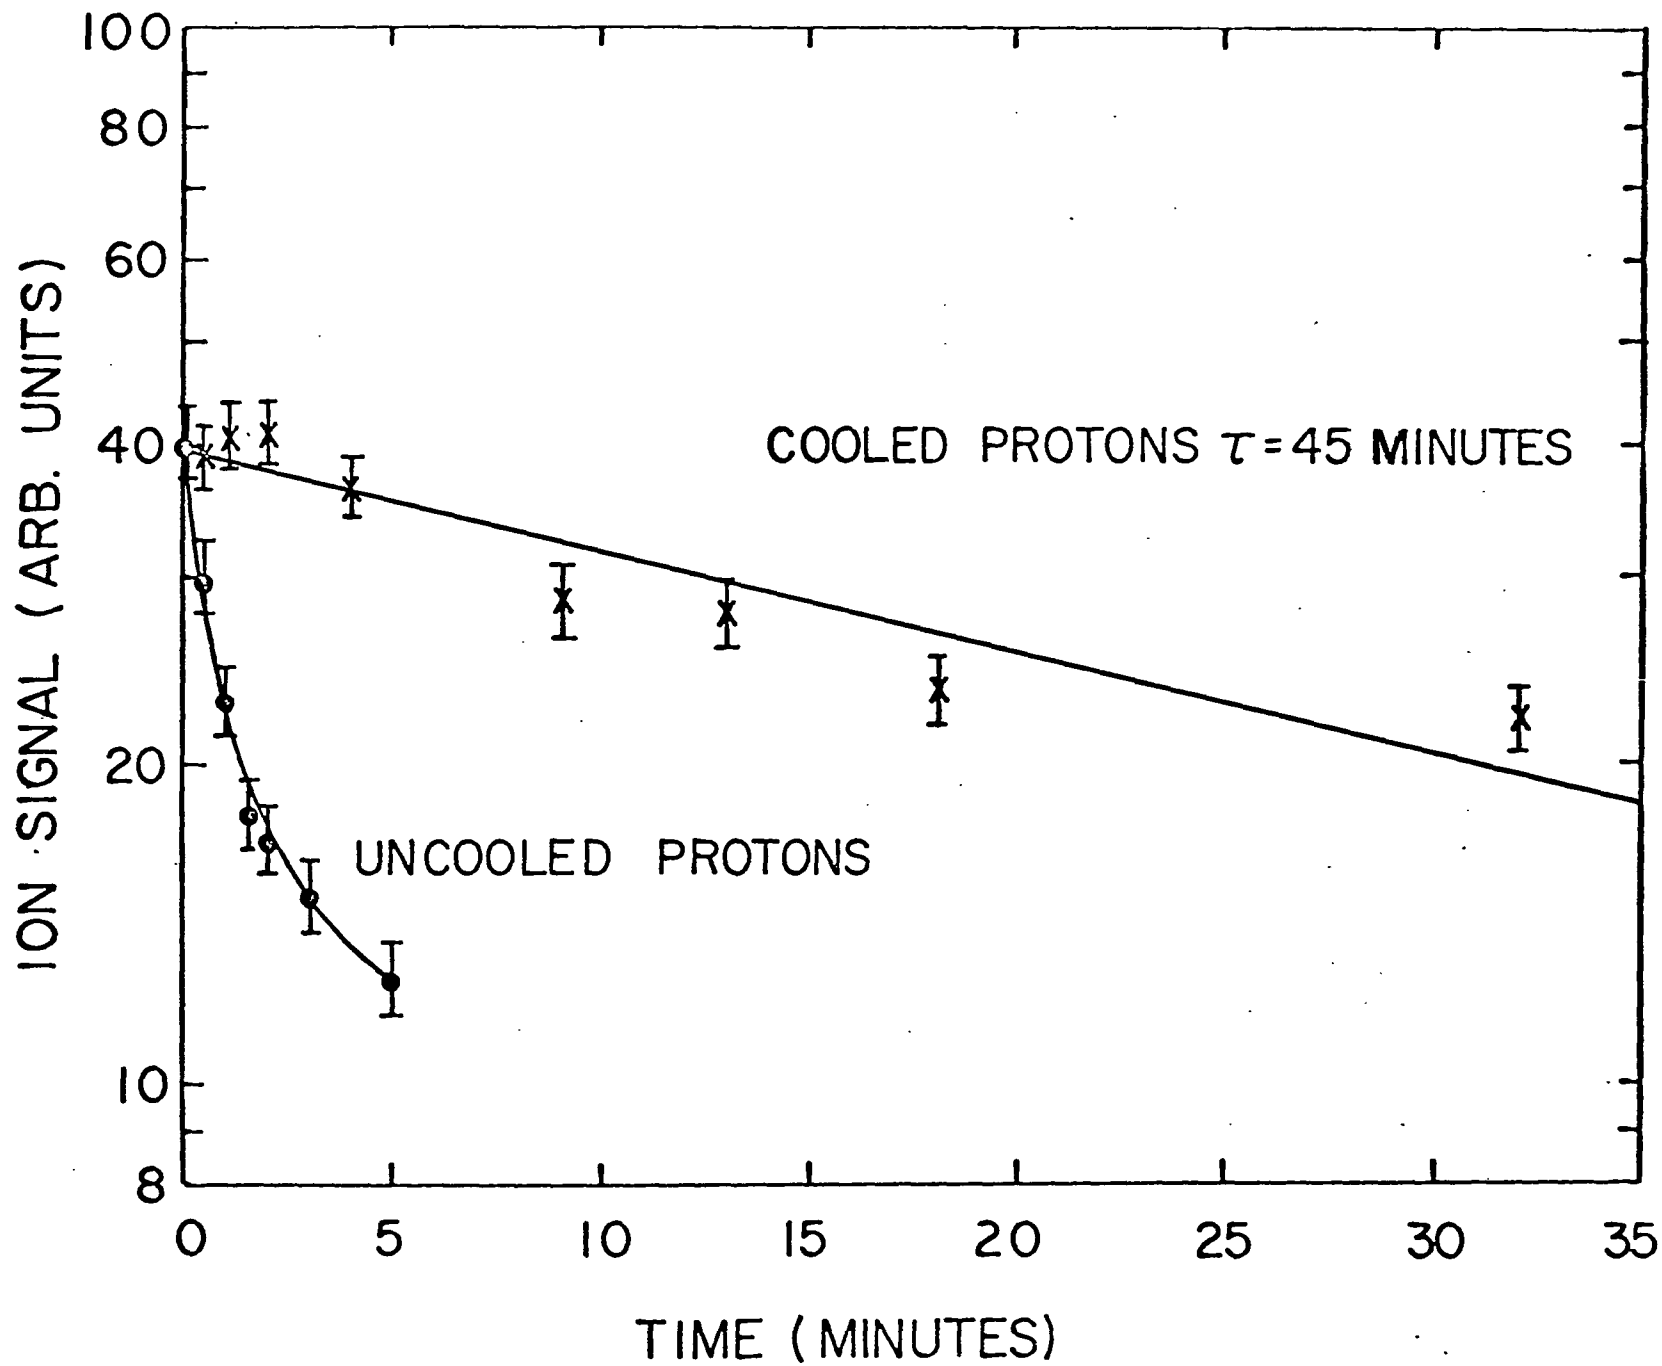 100
80
60
40
20
10
8
ION SIGNAL (ARB. UNITS)
COOLED PROTONS τ=45 MINUTES
UNCOOLED PROTONS
0 5 10 15 20 25 30 35
TIME (MINUTES)